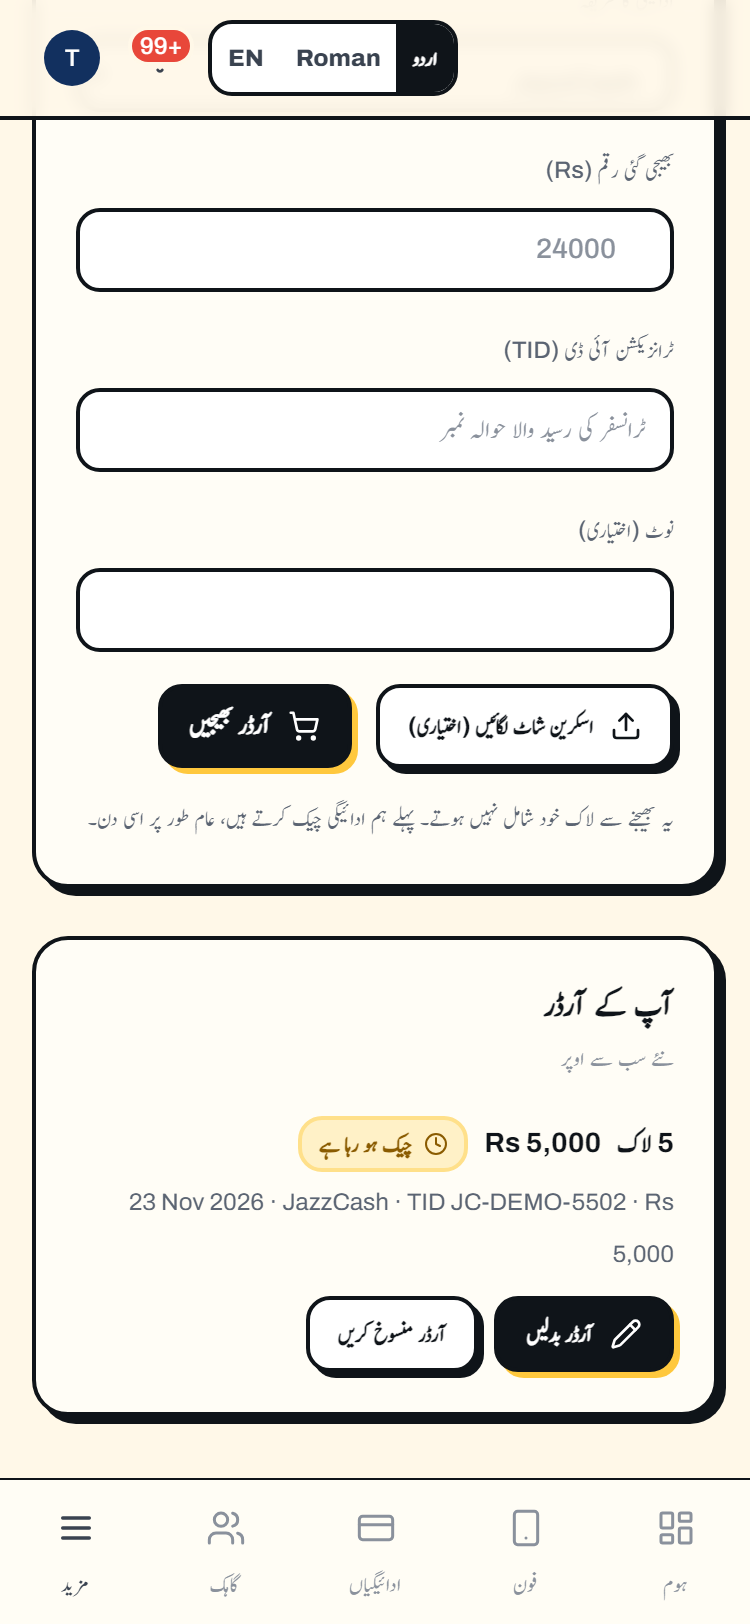 T
99+
EN Roman اردو
بھیجی گئی رقم (Rs)
24000
ٹرانزیکشن آئی ڈی (TID)
ٹرانسفر کی رسید والا حوالہ نمبر
نوٹ (اختیاری)
اسکرین شاٹ لگائیں (اختیاری)
آرڈر بھیجیں
یہ بھیجنے سے لاک خود شامل نہیں ہوتے۔ پہلے ہم ادائیگی چیک کرتے ہیں، عام طور پر اسی دن۔
آپ کے آرڈر
نئے سب سے اوپر
5 لاک Rs 5,000 چیک ہو رہا ہے
23 Nov 2026 · JazzCash · TID JC-DEMO-5502 · Rs
5,000
آرڈر بدلیں
آرڈر منسوخ کریں
ہوم
فون
ادائیگیاں
گاہک
مزید